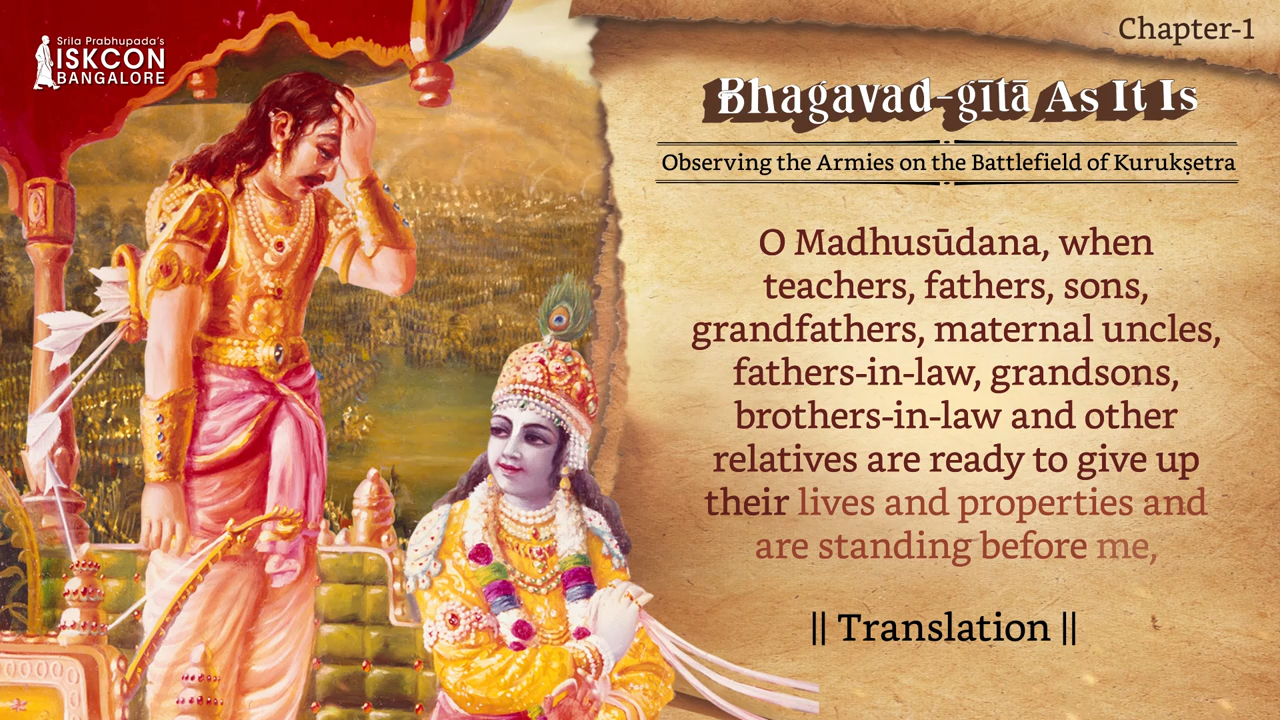 Srila Prabhupada's
ISKCON
BANGALORE
Chapter-1
Bhagavad-gītā As It Is
Observing the Armies on the Battlefield of Kurukṣetra
O Madhusūdana, when
teachers, fathers, sons,
grandfathers, maternal uncles,
fathers-in-law, grandsons,
brothers-in-law and other
relatives are ready to give up
their lives and properties and
are standing before me,
|| Translation ||